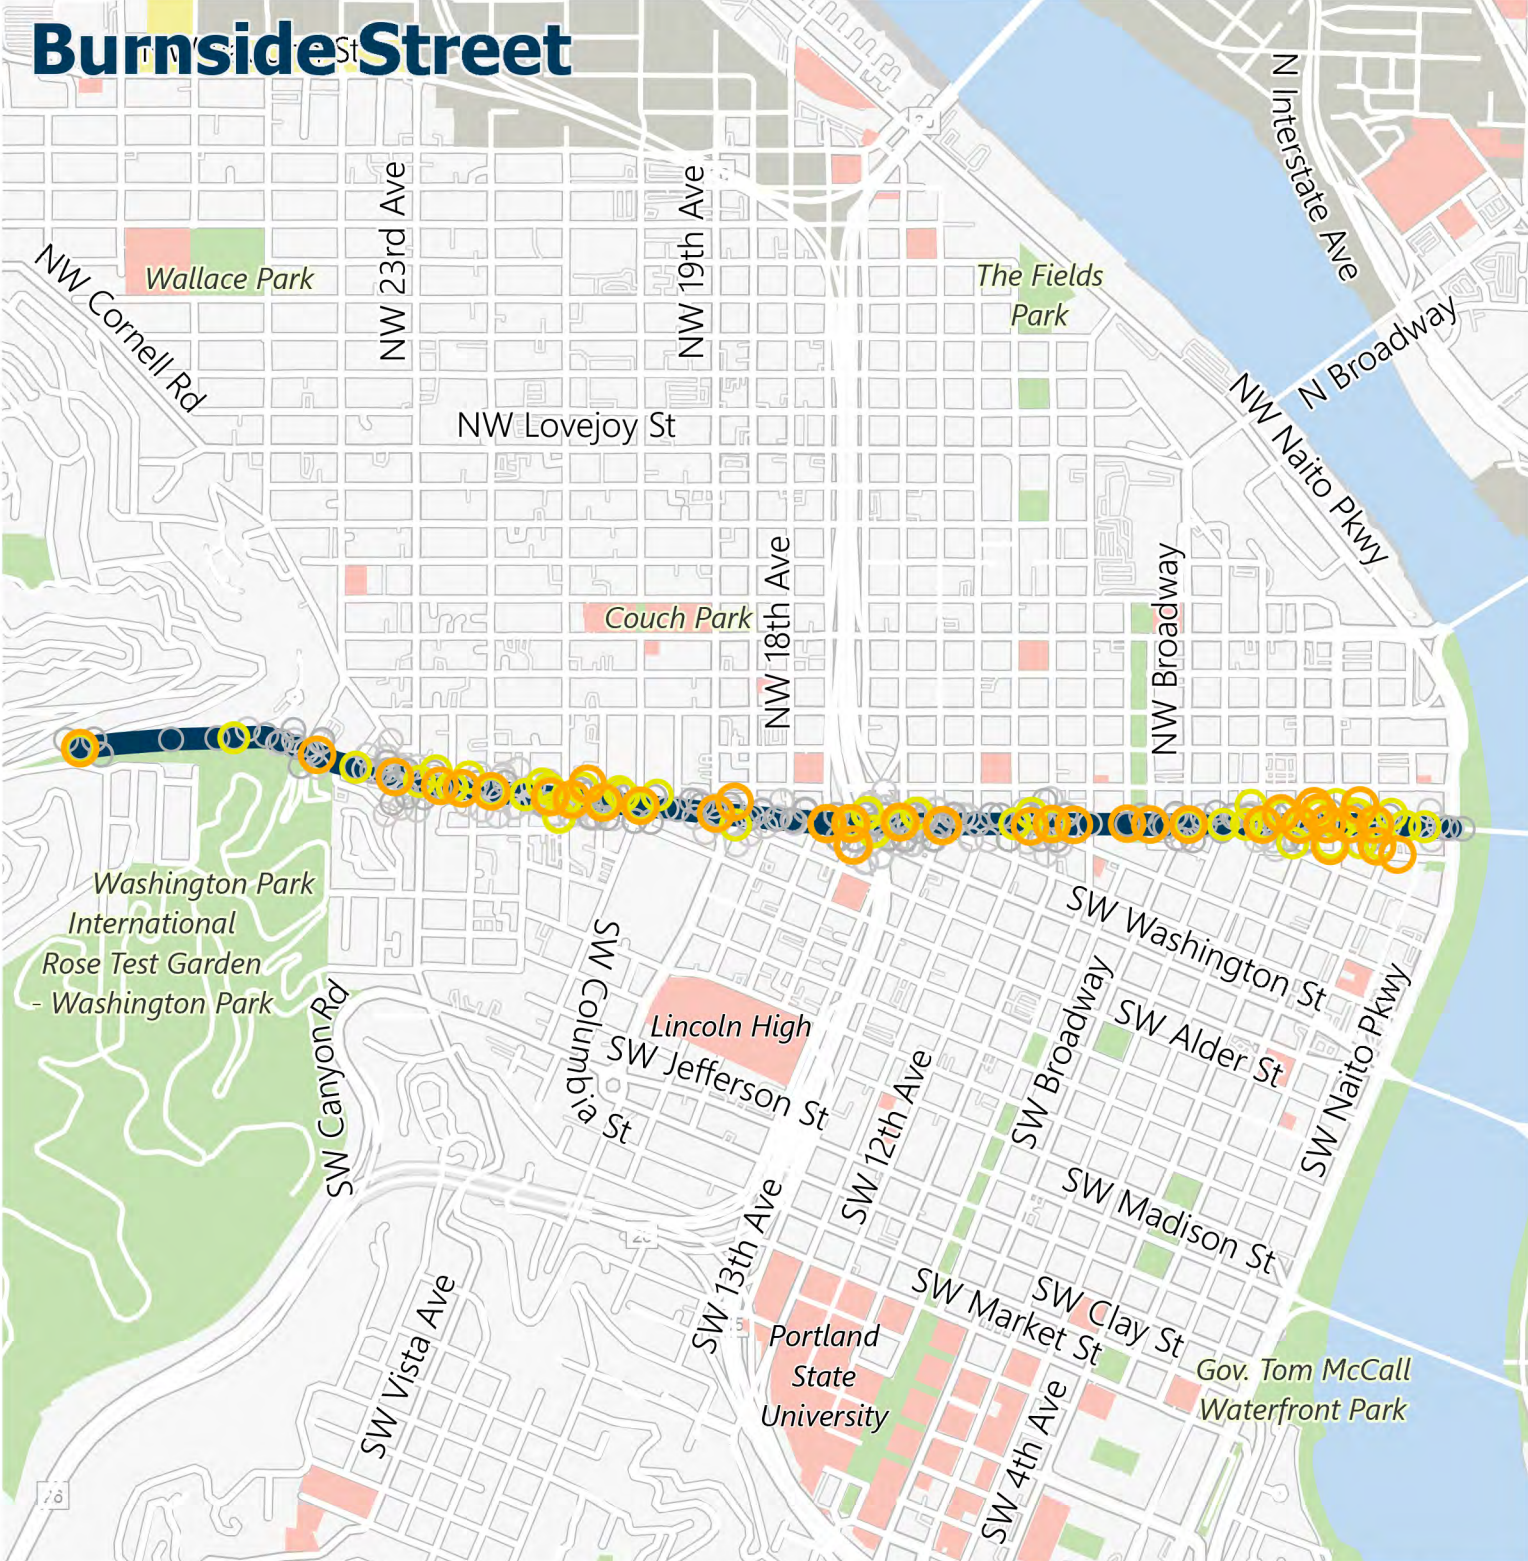 Burnside Street
N Interstate Ave
NW 23rd Ave
NW 19th Ave
Wallace Park
NW Cornell Rd
The Fields
Park
N Broadway
NW Lovejoy St
NW Naito Pkwy
NW 18th Ave
NW Broadway
Couch Park
Washington Park
International
Rose Test Garden
- Washington Park
SW Canyon Rd
SW Columbia St
Lincoln High
SW Jefferson St
SW Washington St
SW Alder St
SW Broadway
SW Naito Pkwy
SW 12th Ave
SW 13th Ave
SW Madison St
SW Market St
SW Clay St
SW Vista Ave
Portland
State
University
SW 4th Ave
Gov. Tom McCall
Waterfront Park